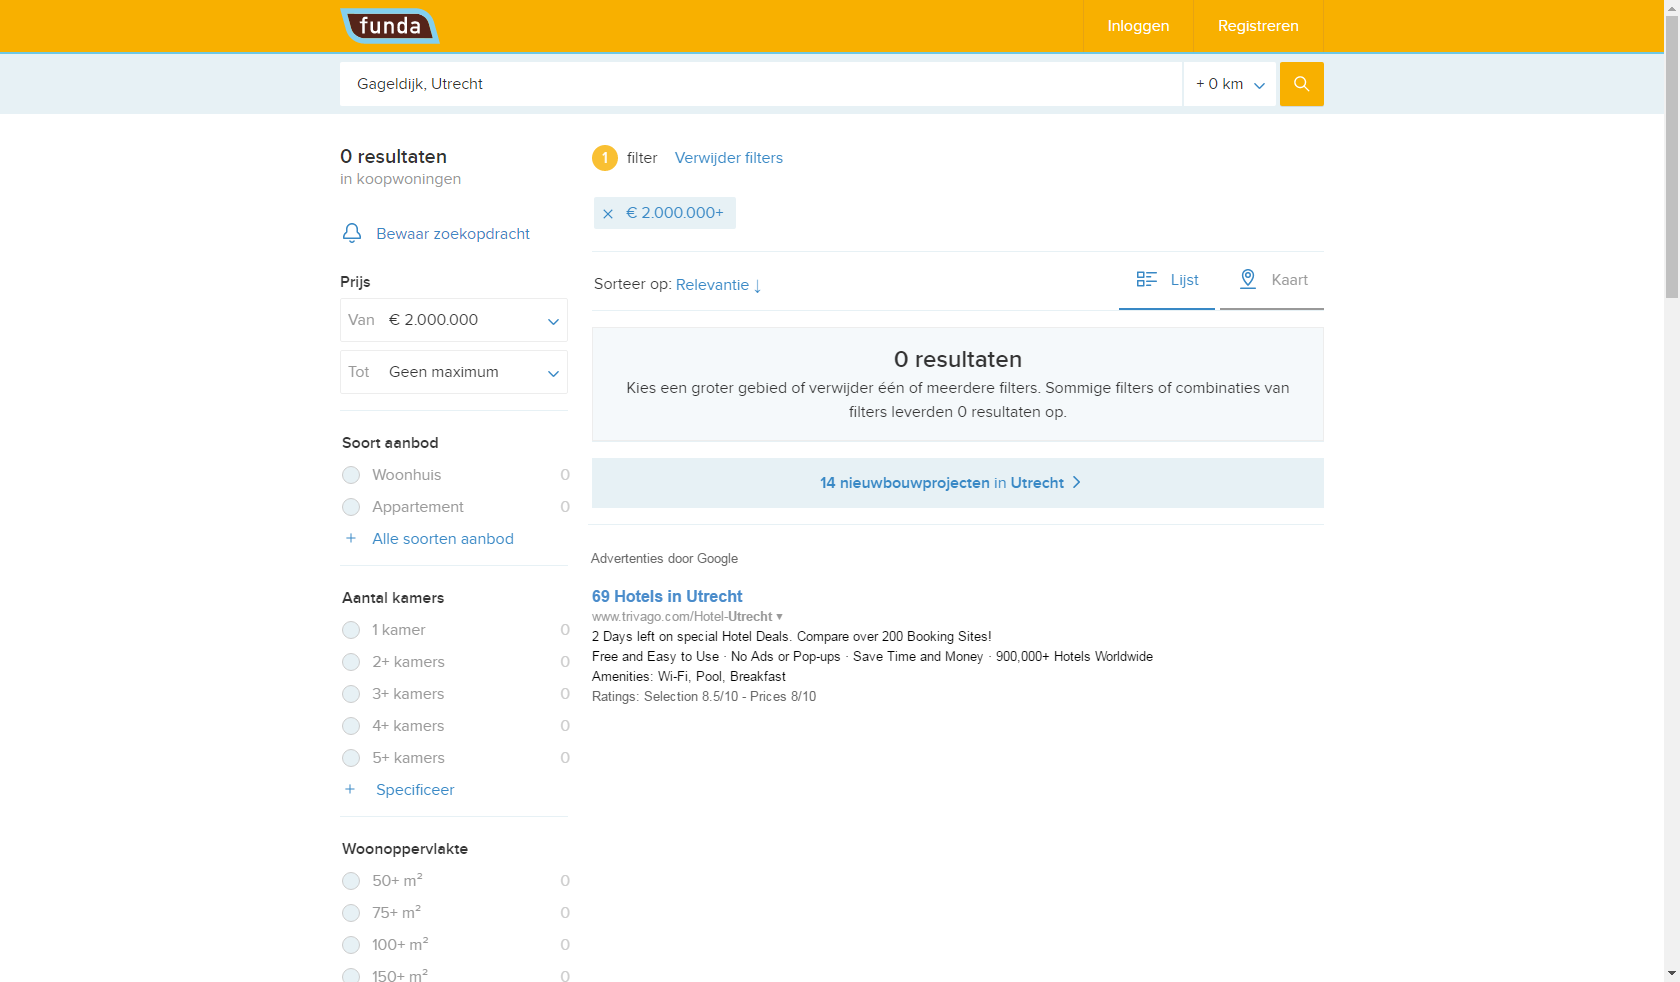 funda
Inloggen
Registreren
Gageldijk, Utrecht
+ 0 km
0 resultaten
in koopwoningen
Bewaar zoekopdracht
Prijs
Van € 2.000.000
Tot Geen maximum
Soort aanbod
Woonhuis 0
Appartement 0
+ Alle soorten aanbod
Aantal kamers
1 kamer 0
2+ kamers 0
3+ kamers 0
4+ kamers 0
5+ kamers 0
+ Specificeer
Woonoppervlakte
50+ m² 0
75+ m² 0
100+ m² 0
150+ m² 0
1 filter Verwijder filters
× € 2.000.000+
Sorteer op: Relevantie ↓
Lijst
Kaart
0 resultaten
Kies een groter gebied of verwijder één of meerdere filters. Sommige filters of combinaties van
filters leverden 0 resultaten op.
14 nieuwbouwprojecten in Utrecht >
Advertenties door Google
69 Hotels in Utrecht
www.trivago.com/Hotel-Utrecht ▼
2 Days left on special Hotel Deals. Compare over 200 Booking Sites!
Free and Easy to Use · No Ads or Pop-ups · Save Time and Money · 900,000+ Hotels Worldwide
Amenities: Wi-Fi, Pool, Breakfast
Ratings: Selection 8.5/10 - Prices 8/10